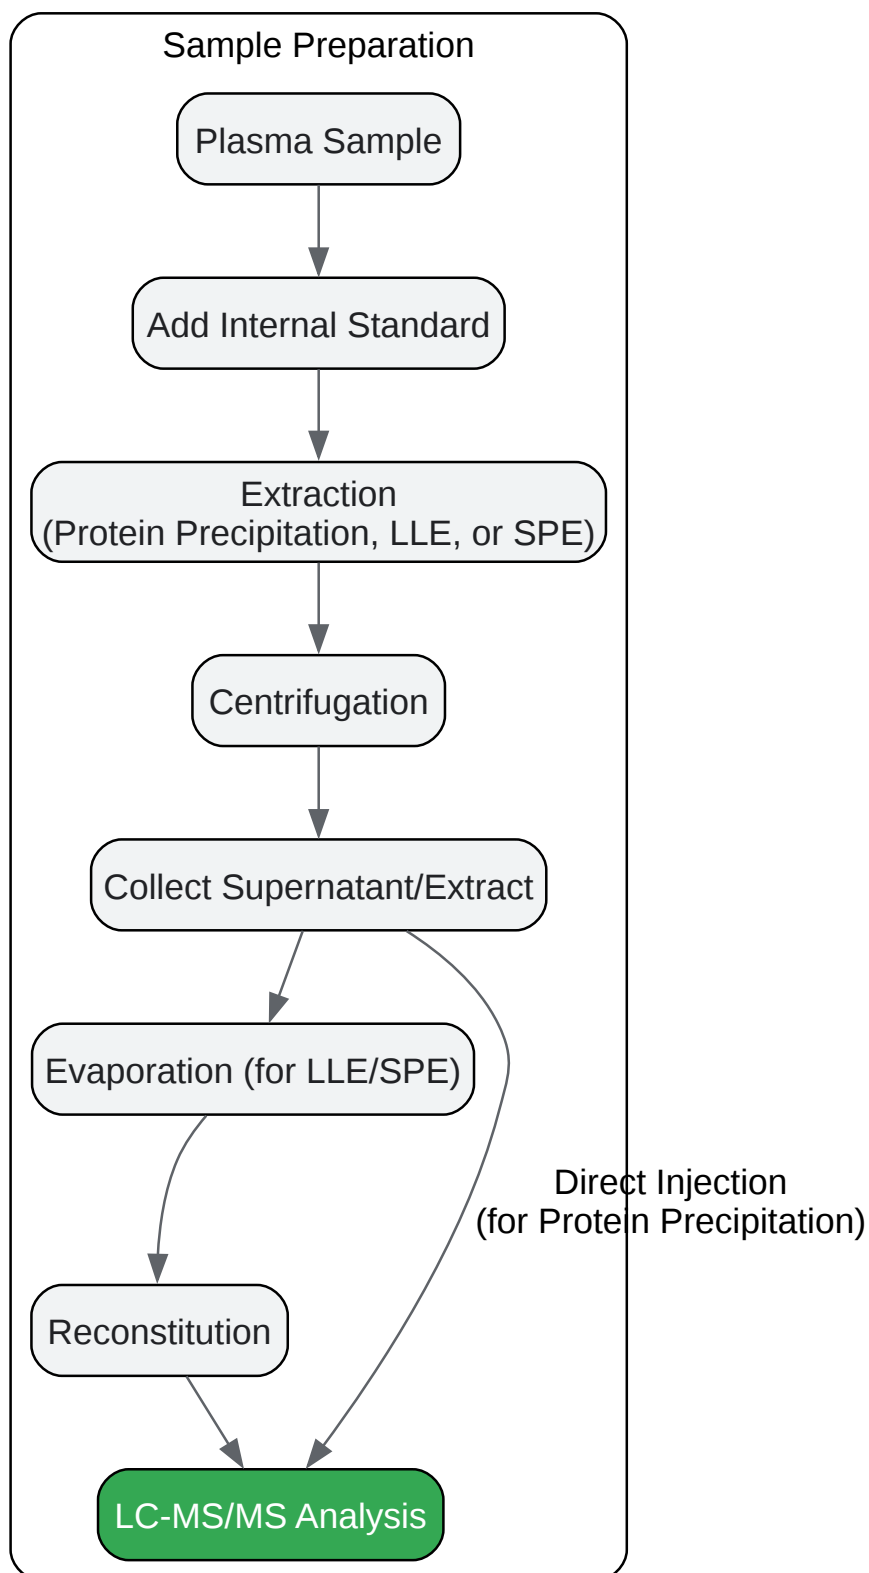 Sample Preparation
Plasma Sample
Add Internal Standard
Extraction
(Protein Precipitation, LLE, or SPE)
Centrifugation
Collect Supernatant/Extract
Evaporation (for LLE/SPE)
Direct Injection
(for Protein Precipitation)
Reconstitution
LC-MS/MS Analysis